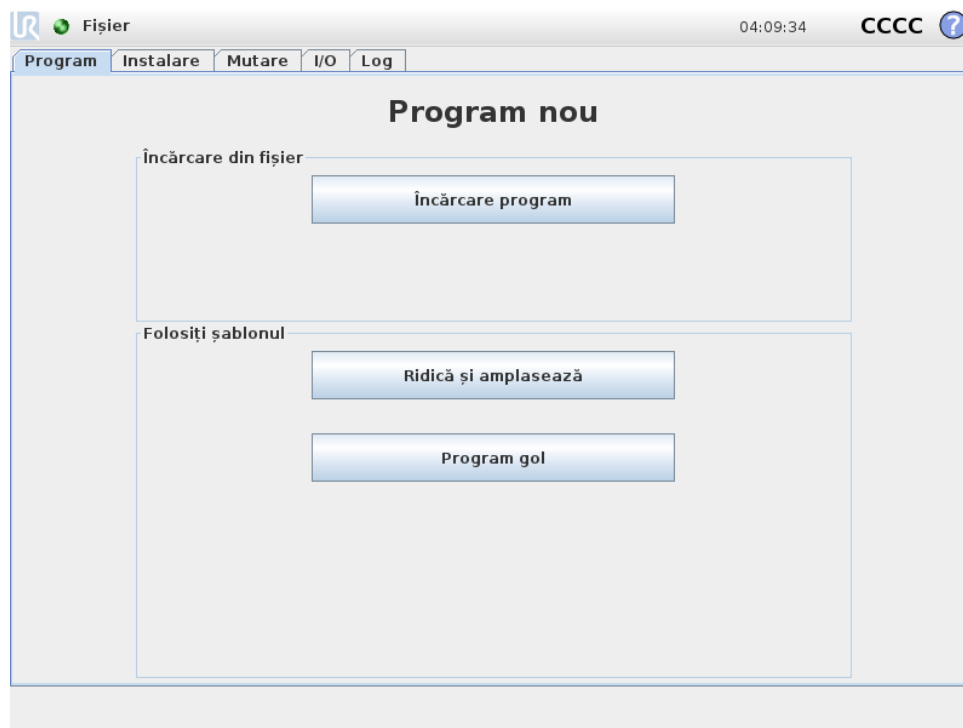 UR Fișier 04:09:34 CCCC ?
Program Instalare Mutare I/O Log
Program nou
Încărcare din fișier
Încărcare program
Folosiți șablonul
Ridică și amplasează
Program gol